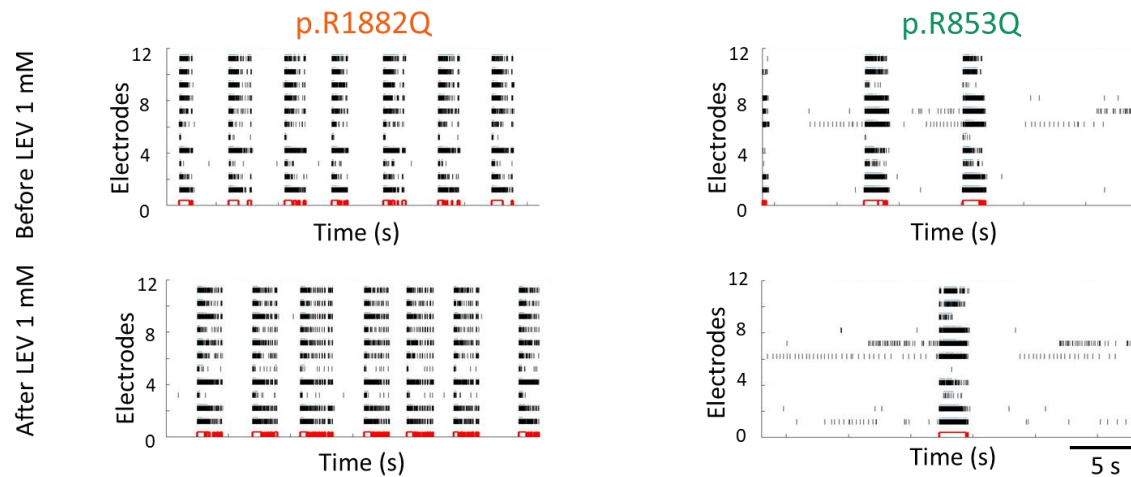 p.R1882Q
p.R853Q
Before LEV 1 mM
Electrodes
12
8
4
0
Time (s)
Electrodes
12
8
4
0
Time (s)
After LEV 1 mM
Electrodes
12
8
4
0
Time (s)
Electrodes
12
8
4
0
Time (s)
5 s